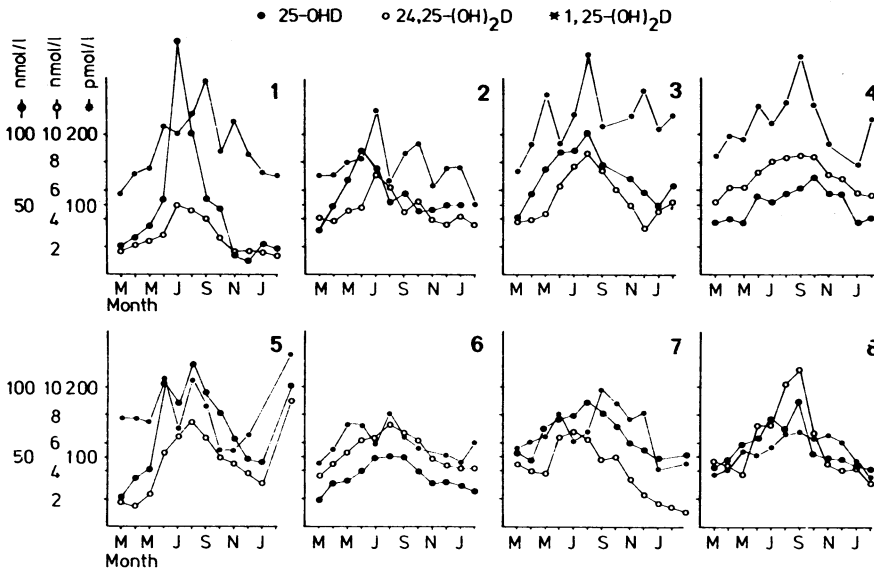 • 25-OHD ○ 24,25-(OH)₂D * 1,25-(OH)₂D
nmol/l nmol/l pmol/l
1 2 3 4
100 10 200
8
6
50 100
4
2
M M J S N J M M J S N J M M J S N J M M J S N J
Month
5 6 7
100 10 200
8
6
50 100
4
2
M M J S N J M M J S N J M M J S N J M M J S N J
Month